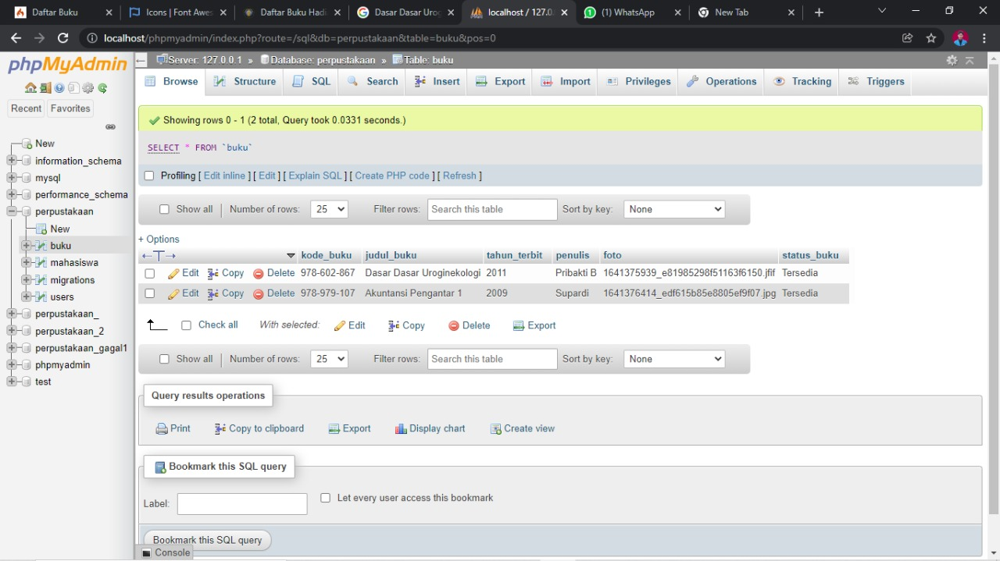 Daftar Buku
Icons | Font Awes
Daftar Buku Hadi
Dasar Dasar Urog
localhost / 127.0.
(1) WhatsApp
New Tab
localhost/phpmyadmin/index.php?route=/sql&db=perpustakaan&table=buku&pos=0
phpMyAdmin
Recent
Favorites
New
information_schema
mysql
performance_schema
perpustakaan
New
buku
mahasiswa
migrations
users
perpustakaan_
perpustakaan_2
perpustakaan_gagal1
phpmyadmin
test
Server: 127.0.0.1 » Database: perpustakaan » Table: buku
Browse Structure SQL Search Insert Export Import Privileges Operations Tracking Triggers
Showing rows 0 - 1 (2 total, Query took 0.0331 seconds.)
SELECT * FROM `buku`
Profiling [ Edit inline ] [ Edit ] [ Explain SQL ] [ Create PHP code ] [ Refresh ]
Show all Number of rows: 25 Filter rows: Search this table Sort by key: None
+ Options
←T→ kode_buku judul_buku tahun_terbit penulis foto status_buku
Edit Copy Delete 978-602-867 Dasar Dasar Uroginekologi 2011 Pribakti B 1641375939_e81985298f51163f6150.jfif Tersedia
Edit Copy Delete 978-979-107 Akuntansi Pengantar 1 2009 Supardi 1641376414_edf615b85e8805ef9f07.jpg Tersedia
Check all With selected: Edit Copy Delete Export
Show all Number of rows: 25 Filter rows: Search this table Sort by key: None
Query results operations
Print Copy to clipboard Export Display chart Create view
Bookmark this SQL query
Label: Let every user access this bookmark
Bookmark this SQL query
Console